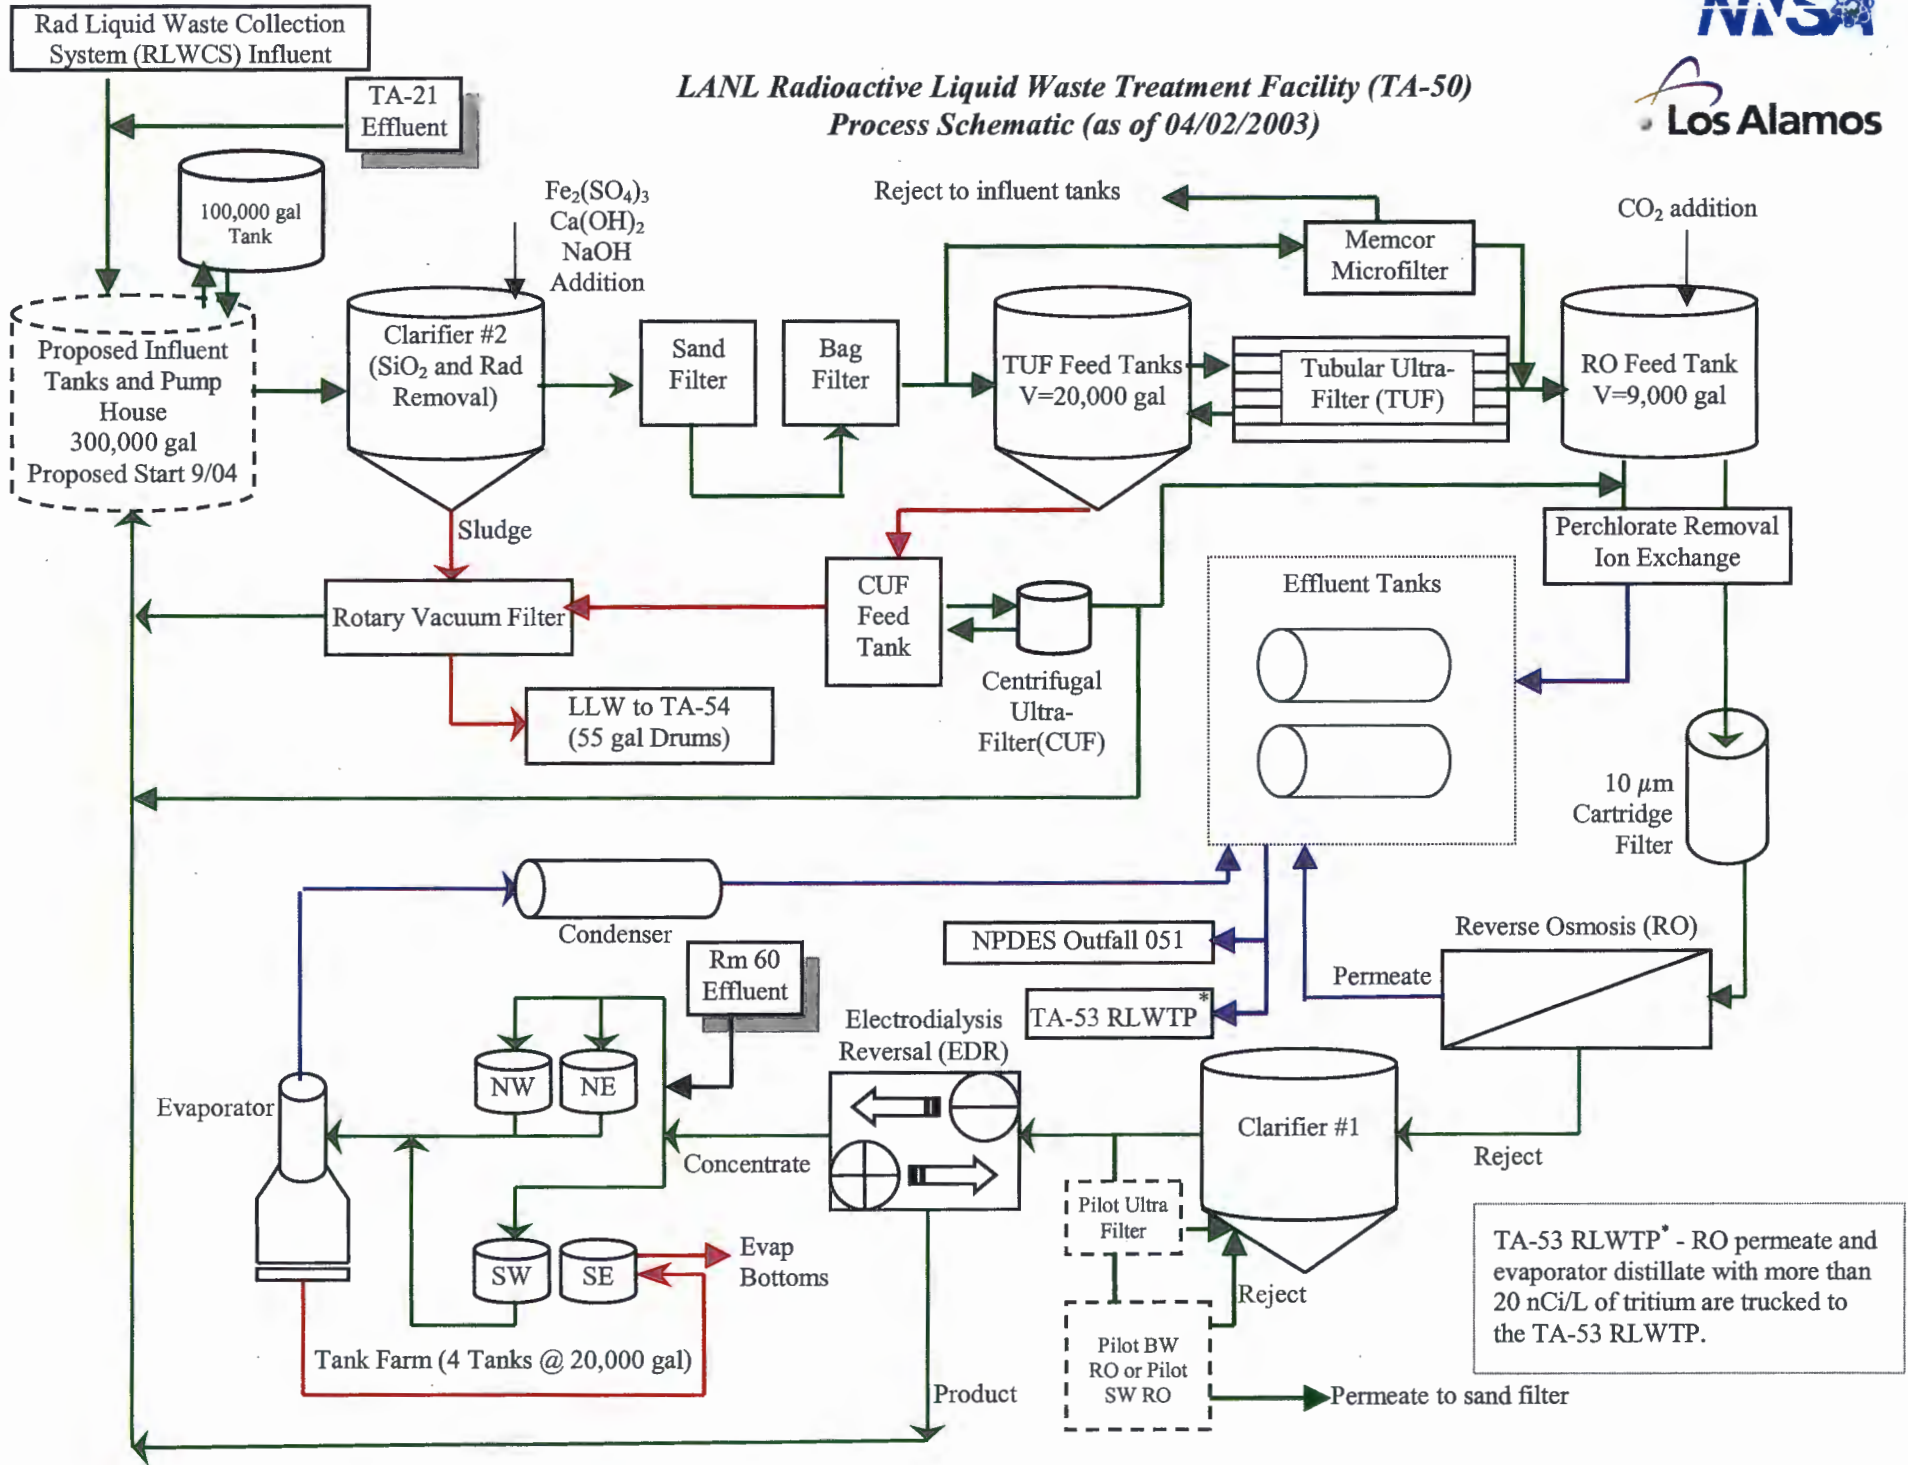 Rad Liquid Waste Collection
System (RLWCS) Influent
NNSA
LANL Radioactive Liquid Waste Treatment Facility (TA-50)
Process Schematic (as of 04/02/2003)
Los Alamos
TA-21
Effluent
100,000 gal
Tank
Fe₂(SO₄)₃
Ca(OH)₂
NaOH
Addition
Reject to influent tanks
Memcor
Microfilter
CO₂ addition
Proposed Influent
Tanks and Pump
House
300,000 gal
Proposed Start 9/04
Clarifier #2
(SiO₂ and Rad
Removal)
Sand
Filter
Bag
Filter
TUF Feed Tanks
V=20,000 gal
Tubular Ultra-
Filter (TUF)
RO Feed Tank
V=9,000 gal
Sludge
Rotary Vacuum Filter
CUF
Feed
Tank
Centrifugal
Ultra-
Filter(CUF)
LLW to TA-54
(55 gal Drums)
Effluent Tanks
Perchlorate Removal
Ion Exchange
10 µm
Cartridge
Filter
Condenser
Rm 60
Effluent
NPDES Outfall 051
TA-53 RLWTP*
Permeate
Reverse Osmosis (RO)
Electrodialysis
Reversal (EDR)
Evaporator
NW
NE
Concentrate
Clarifier #1
Reject
Pilot Ultra
Filter
SW
SE
Evap
Bottoms
Reject
Tank Farm (4 Tanks @ 20,000 gal)
Pilot BW
RO or Pilot
SW RO
Product
Permeate to sand filter
TA-53 RLWTP* - RO permeate and
evaporator distillate with more than
20 nCi/L of tritium are trucked to
the TA-53 RLWTP.